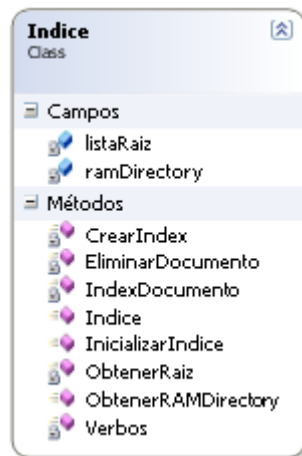 Indice
Class
Campos
listaRaiz
ramDirectory
Métodos
CrearIndex
EliminarDocumento
IndexDocumento
Indice
InicializarIndice
ObtenerRaiz
ObtenerRAMDirectory
Verbos